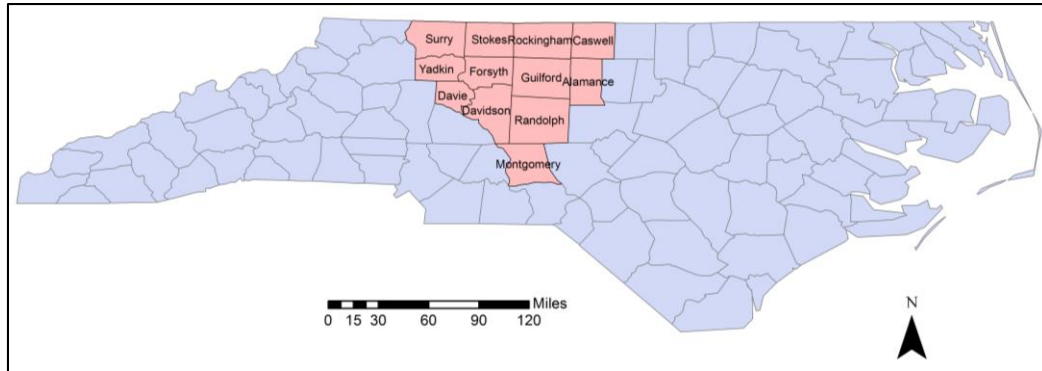 Surry Stokes Rockingham Caswell
Yadkin Forsyth Guilford Alamance
Davie Davidson Randolph
Montgomery
Miles
0 15 30 60 90 120
N